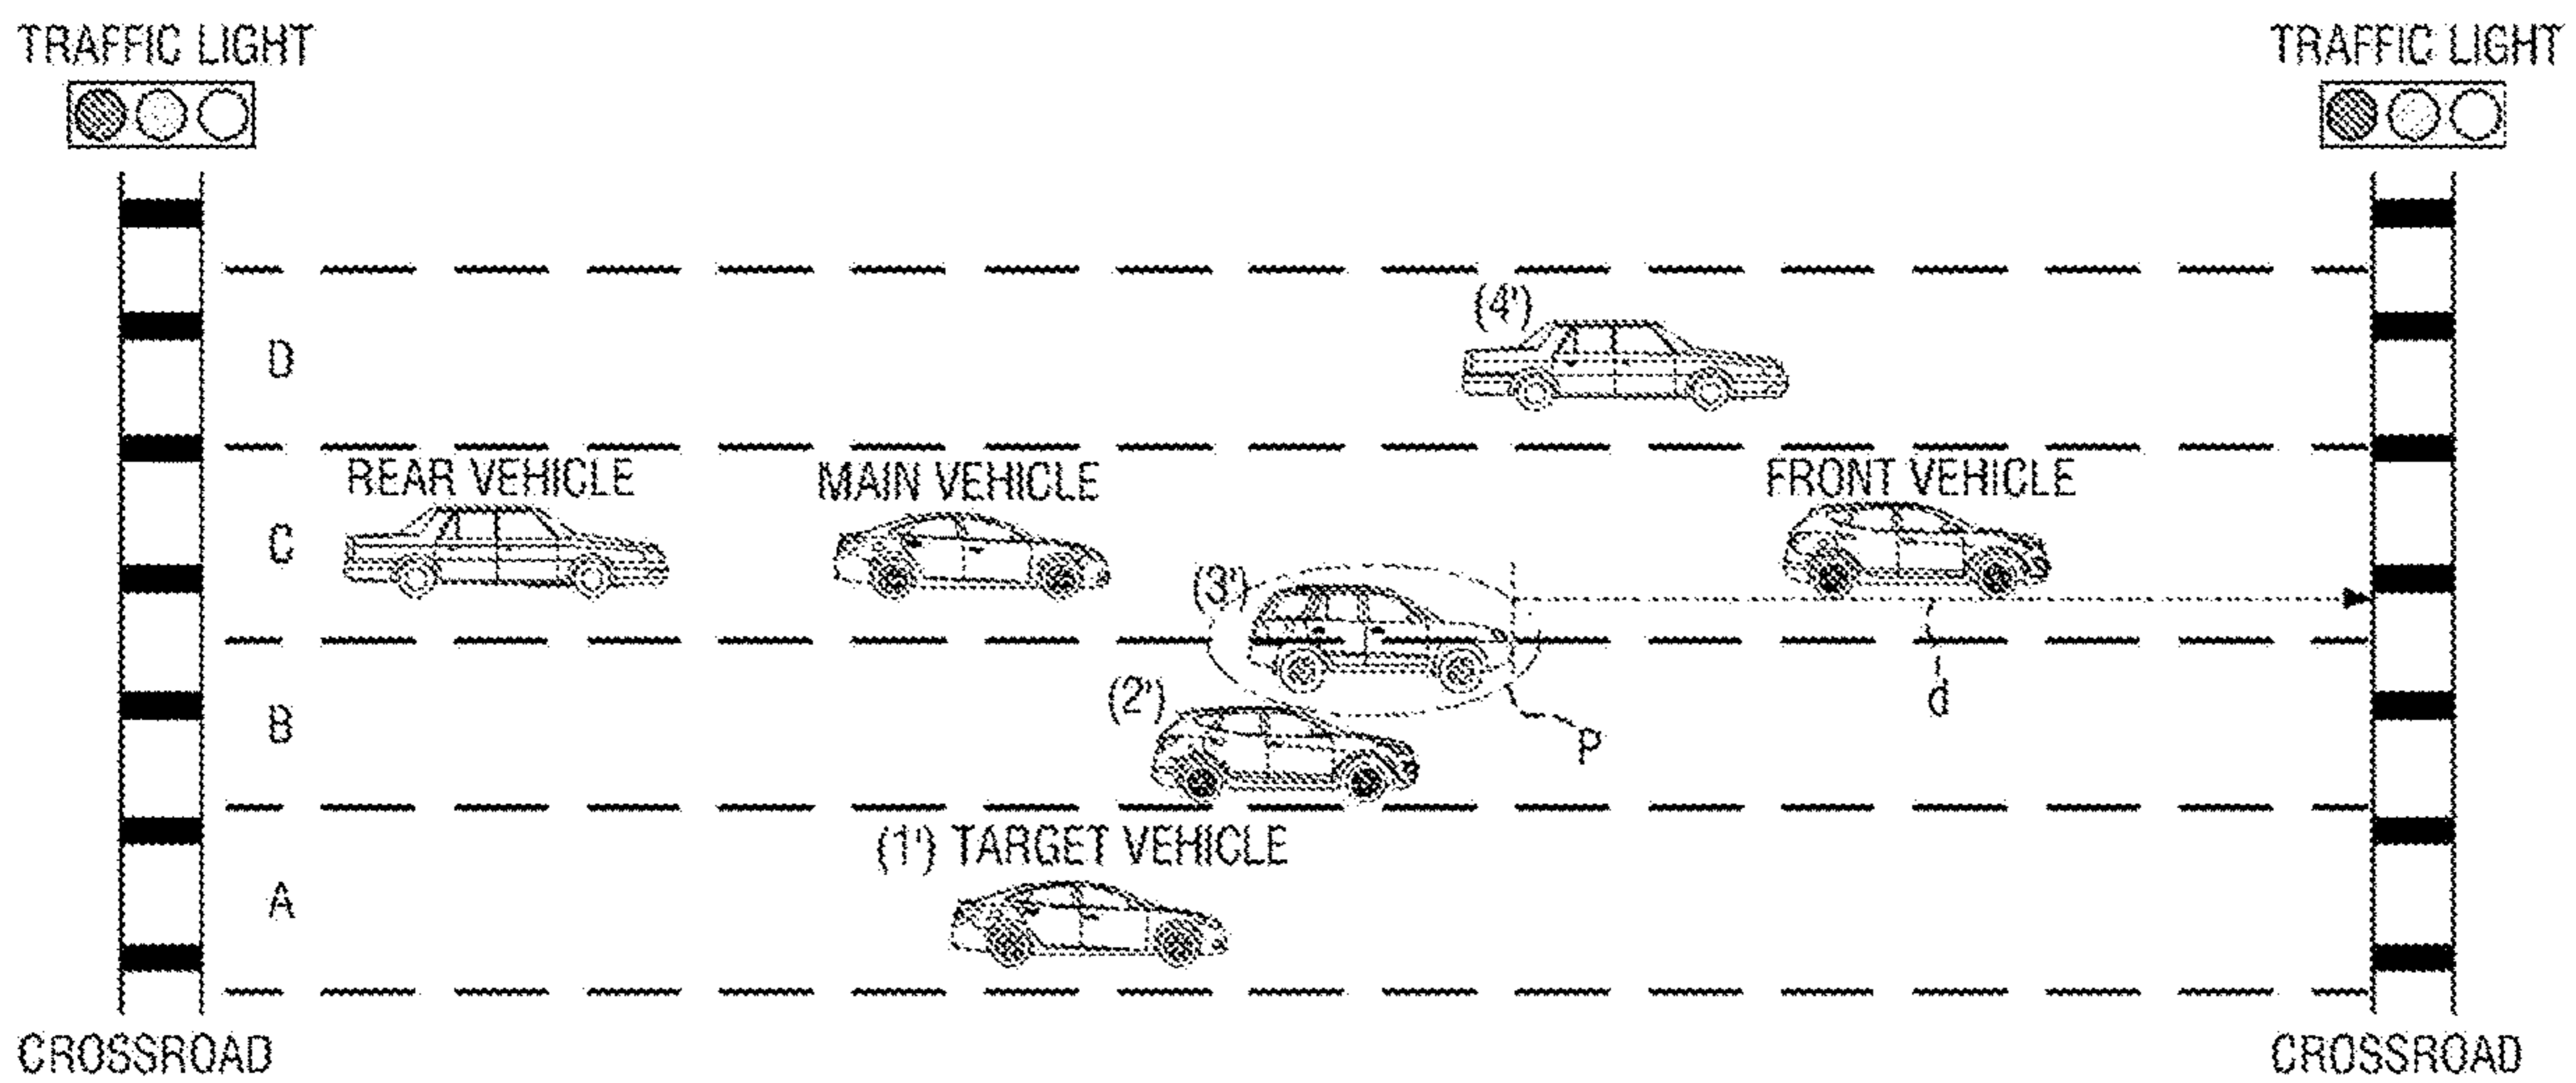 TRAFFIC LIGHT
TRAFFIC LIGHT
(4')
D
REAR VEHICLE
MAIN VEHICLE
FRONT VEHICLE
C
(3')
(2')
d
B
P
(1') TARGET VEHICLE
A
CROSSROAD
CROSSROAD